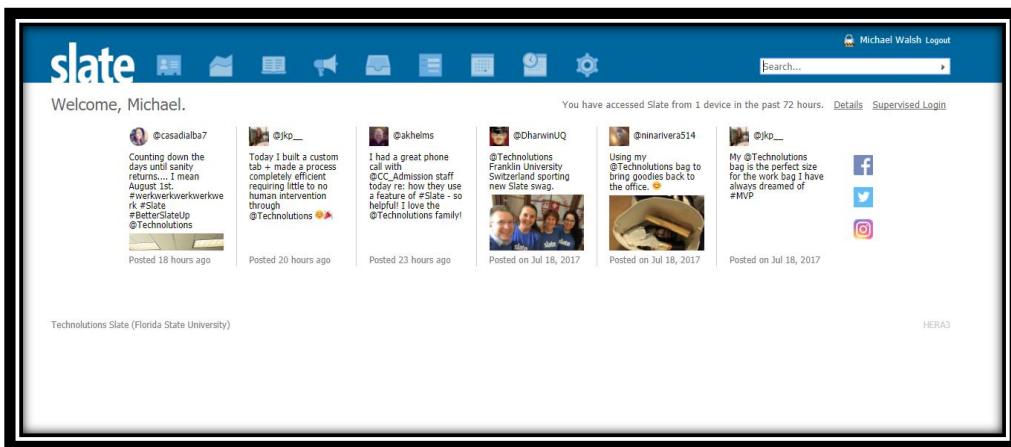 slate
Michael Walsh Logout
Search...
Welcome, Michael.
You have accessed Slate from 1 device in the past 72 hours. Details Supervised Login
@casadialba7
Counting down the
days until sanity
returns.... I mean
August 1st.
#werkwerkwerkwerkwe
rk #Slate
#BetterSlateUp
@Technolutions
Posted 18 hours ago
@jkp__
Today I built a custom
tab + made a process
completely efficient
requiring little to no
human intervention
through
@Technolutions 😍🎉
Posted 20 hours ago
@akhelms
I had a great phone
call with
@CC_Admission staff
today re: how they use
a feature of #Slate - so
helpful! I love the
@Technolutions family!
Posted 23 hours ago
@DharwinUQ
@Technolutions
Franklin University
Switzerland sporting
new Slate swag.
slate
slate
Posted on Jul 18, 2017
@ninarivera514
Using my
@Technolutions bag to
bring goodies back to
the office. 😊
Posted on Jul 18, 2017
@jkp__
My @Technolutions
bag is the perfect size
for the work bag I have
always dreamed of
#MVP
Posted on Jul 18, 2017
Technolutions Slate (Florida State University)
HERA3